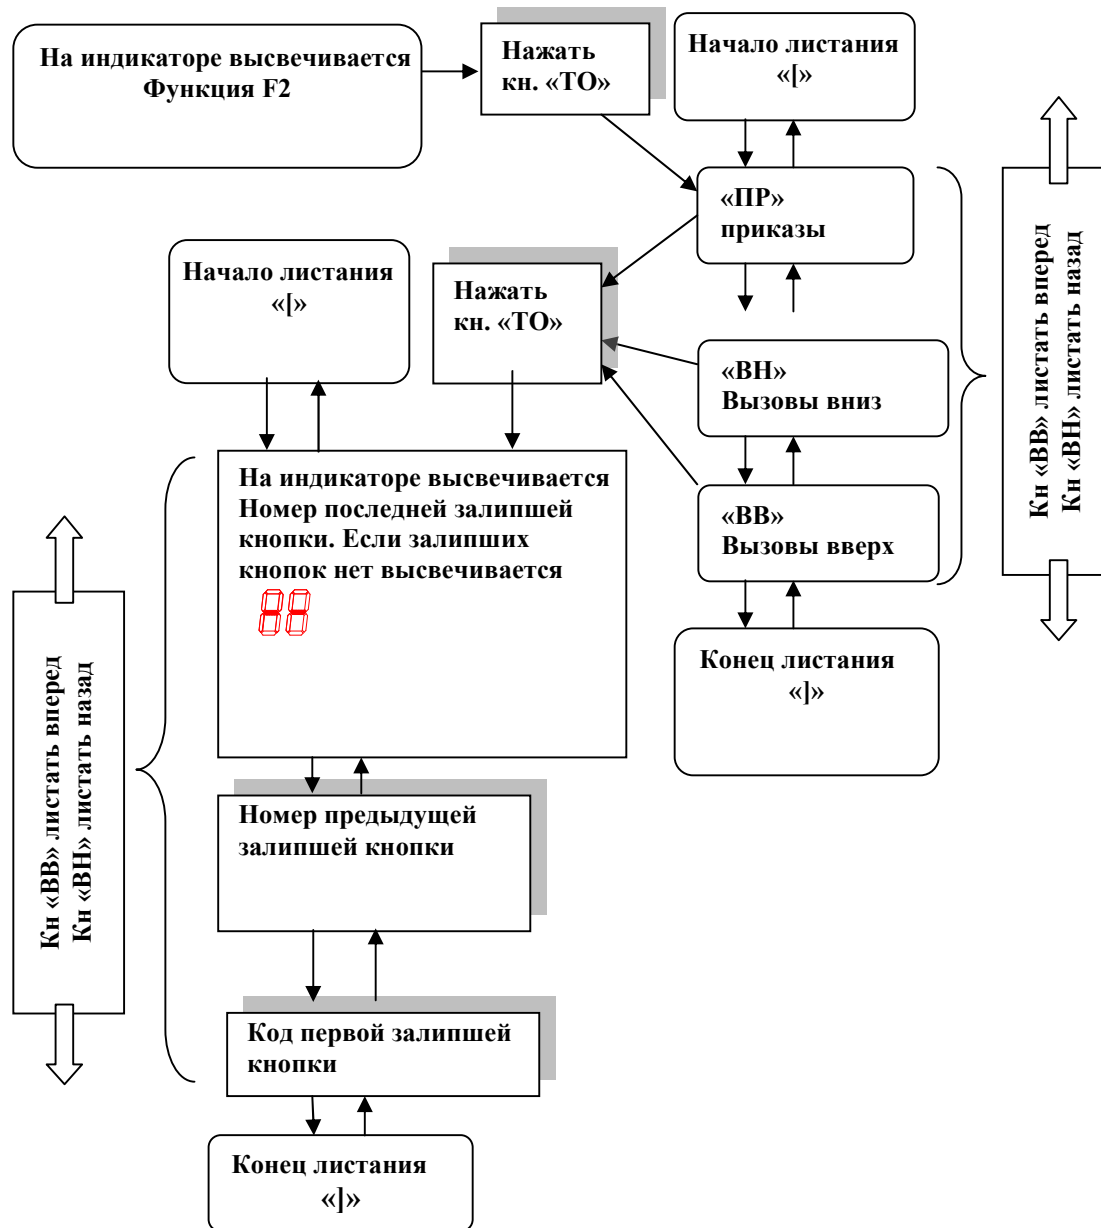 На индикаторе высвечивается
Функция F2
Нажать
кн. «ТО»
Начало листания
«[»
«ПР»
приказы
Начало листания
«[»
Нажать
кн. «ТО»
«ВН»
Вызовы вниз
«ВВ»
Вызовы вверх
Конец листания
«]»
Кн «ВВ» листать вперед
Кн «ВН» листать назад
На индикаторе высвечивается
Номер последней залипшей
кнопки. Если залипших
кнопок нет высвечивается
Кн «ВВ» листать вперед
Кн «ВН» листать назад
Номер предыдущей
залипшей кнопки
Код первой залипшей
кнопки
Конец листания
«]»